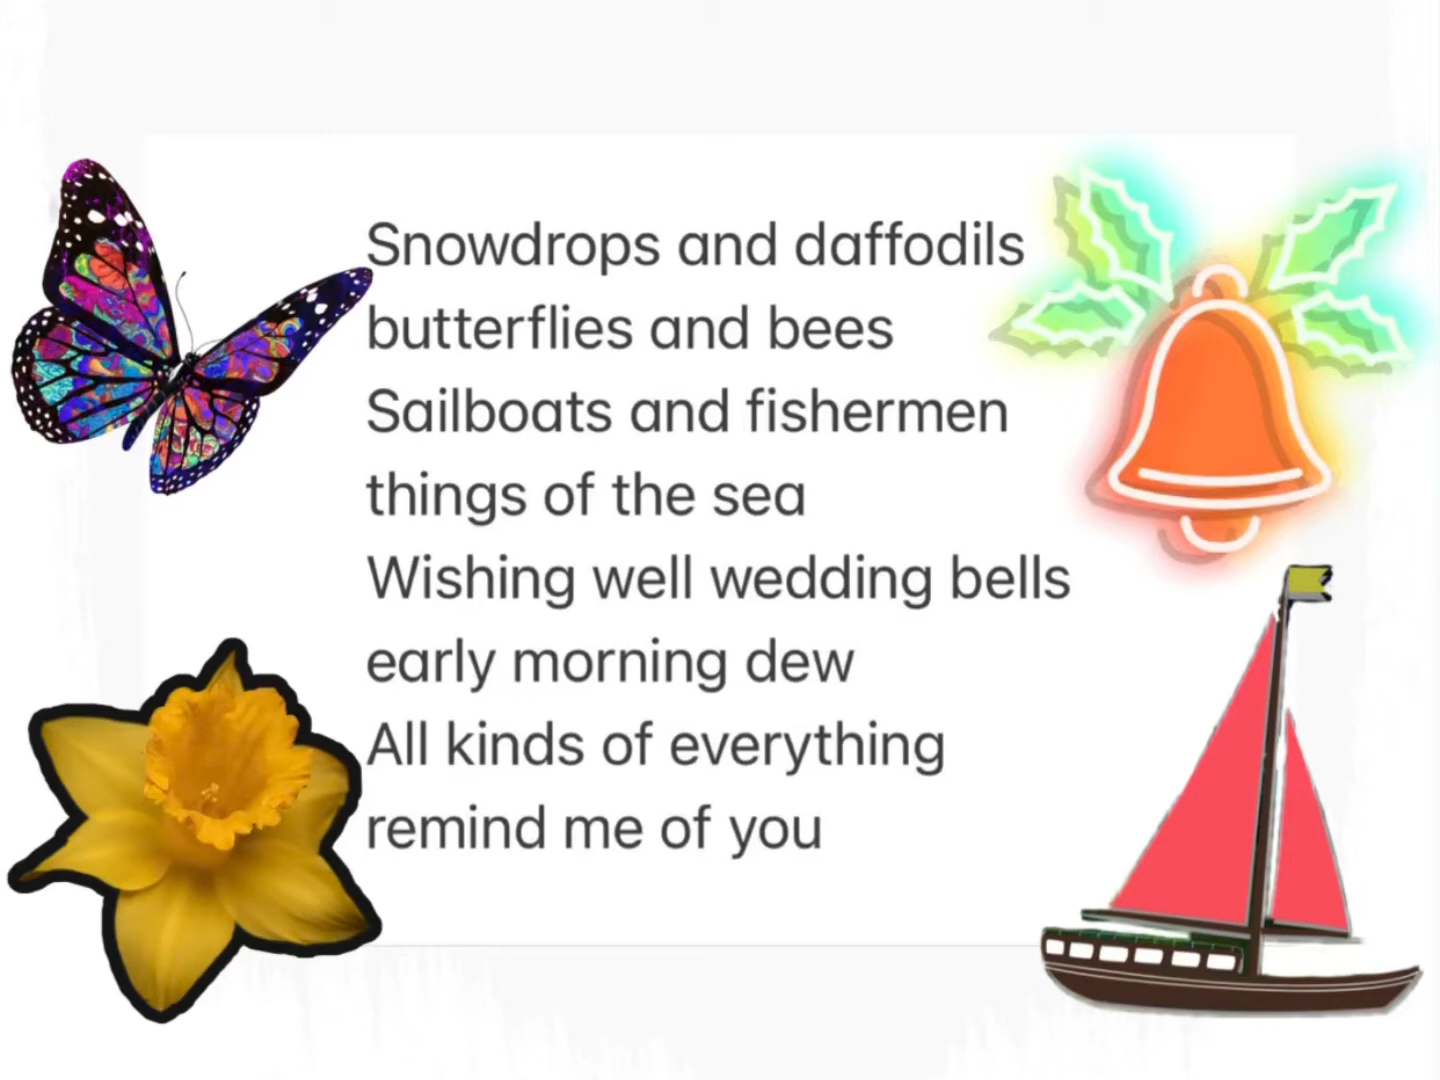 Snowdrops and daffodils
butterflies and bees
Sailboats and fishermen
things of the sea
Wishing well wedding bells
early morning dew
All kinds of everything
remind me of you